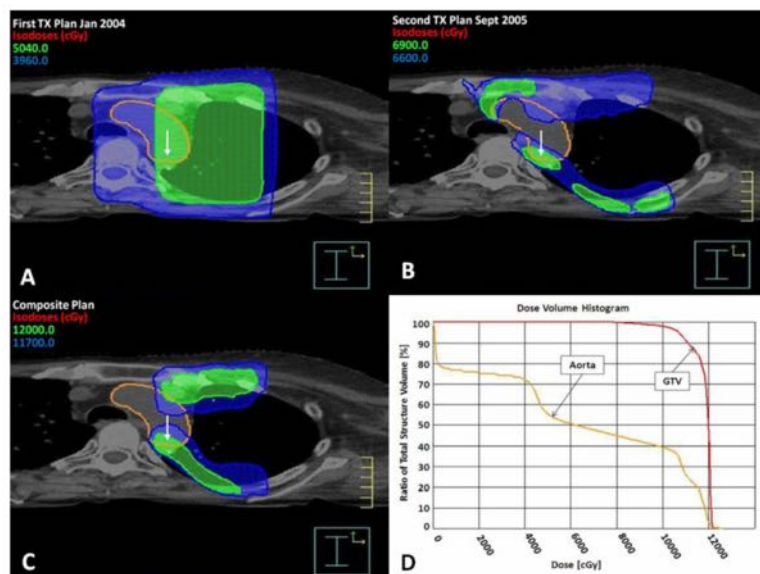 First TX Plan Jan 2004
Isodoses (cGy)
5040.0
3960.0
A
Second TX Plan Sept 2005
Isodoses (cGy)
6900.0
6600.0
B
Composite Plan
Isodoses (cGy)
12000.0
11700.0
C
Dose Volume Histogram
Ratio of Total Structure Volume [%]
100
90
80
70
60
50
40
30
20
10
0
Aorta
GTV
0
2000
4000
6000
8000
10000
12000
Dose [cGy]
D